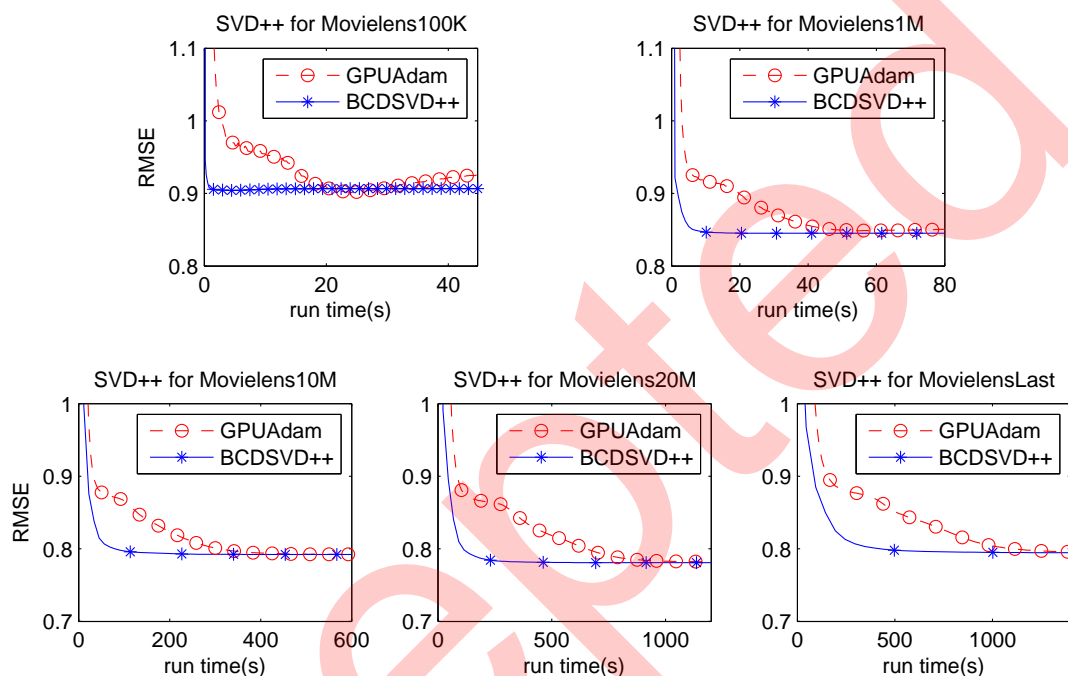 SVD++ for Movielens100K
1.1
1
0.9
0.8
RMSE
GPUAdam
BCDSVD++
0 20 40
run time(s)
SVD++ for Movielens1M
1.1
1
0.9
0.8
GPUAdam
BCDSVD++
0 20 40 60 80
run time(s)
SVD++ for Movielens10M
1
0.9
0.8
0.7
RMSE
GPUAdam
BCDSVD++
0 200 400 600
run time(s)
SVD++ for Movielens20M
1
0.9
0.8
0.7
GPUAdam
BCDSVD++
0 500 1000
run time(s)
SVD++ for MovielensLast
1
0.9
0.8
0.7
GPUAdam
BCDSVD++
0 500 1000
run time(s)
epted